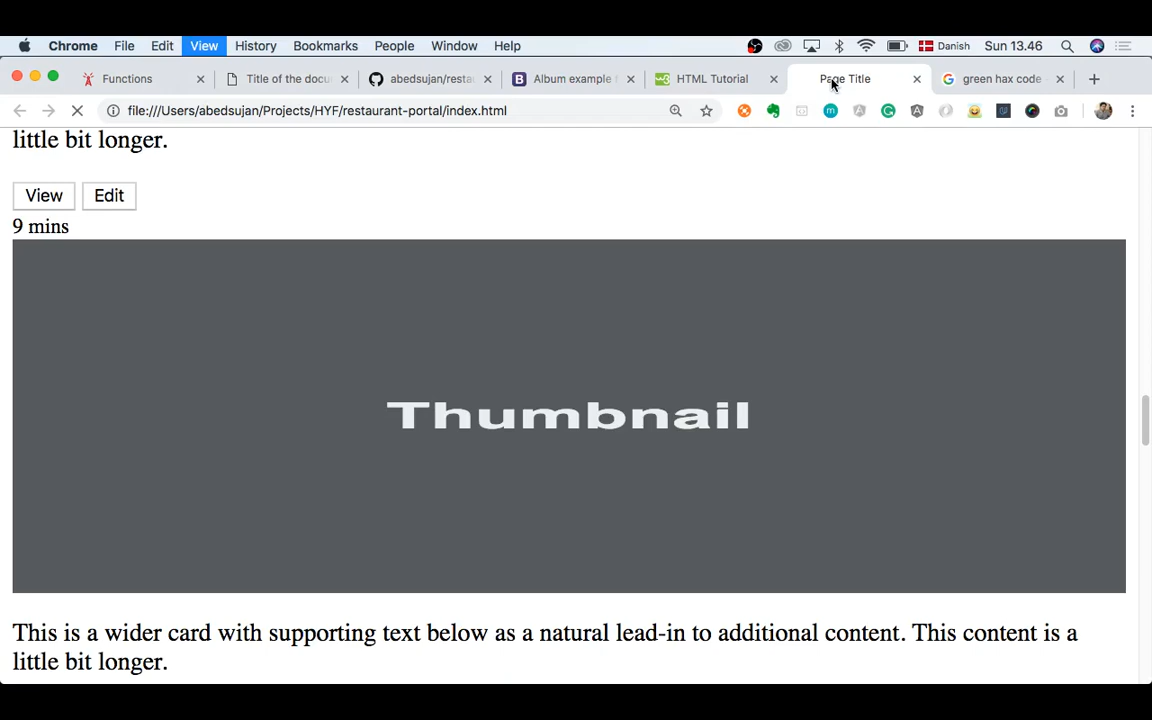 Chrome File Edit View History Bookmarks People Window Help Danish Sun 13.46
Functions Title of the docu abedsujan/resta B Album example f HTML Tutorial Page Title green hax code
file:///Users/abedsujan/Projects/HYF/restaurant-portal/index.html
little bit longer.
View Edit
9 mins
Thumbnail
This is a wider card with supporting text below as a natural lead-in to additional content. This content is a
little bit longer.